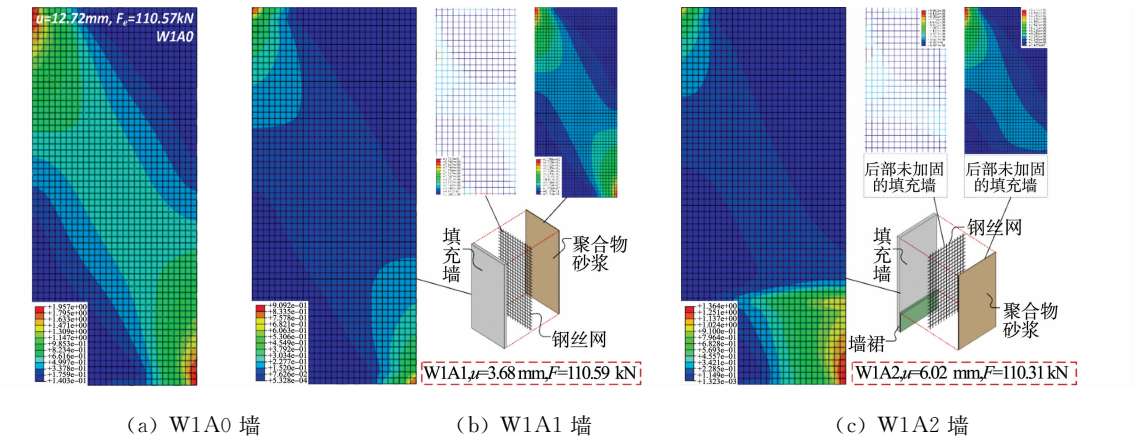 u=12.72mm, Fe=110.57kN
W1A0
+1.957e+00
+1.795e+00
+1.633e+00
+1.471e+00
+1.309e+00
+1.147e+00
+9.853e-01
+8.234e-01
+6.616e-01
+4.997e-01
+3.378e-01
+1.759e-01
+1.403e-01
(a) W1A0 墙
+9.092e-01
+8.335e-01
+7.578e-01
+6.821e-01
+6.063e-01
+5.306e-01
+4.549e-01
+3.792e-01
+3.034e-01
+2.277e-01
+1.520e-01
+7.626e-02
+5.328e-04
填充墙
聚合物
砂浆
钢丝网
W1A1,u=3.68 mm,F=110.59 kN
(b) W1A1 墙
+1.364e+00
+1.251e+00
+1.137e+00
+1.024e+00
+9.100e-01
+7.964e-01
+6.828e-01
+5.693e-01
+4.557e-01
+3.421e-01
+2.285e-01
+1.149e-01
+1.323e-03
后部未加固
的填充墙
后部未加固
的填充墙
钢丝网
填充墙
聚合物
砂浆
墙裙
W1A2,u=6.02 mm,F=110.31 kN
(c) W1A2 墙